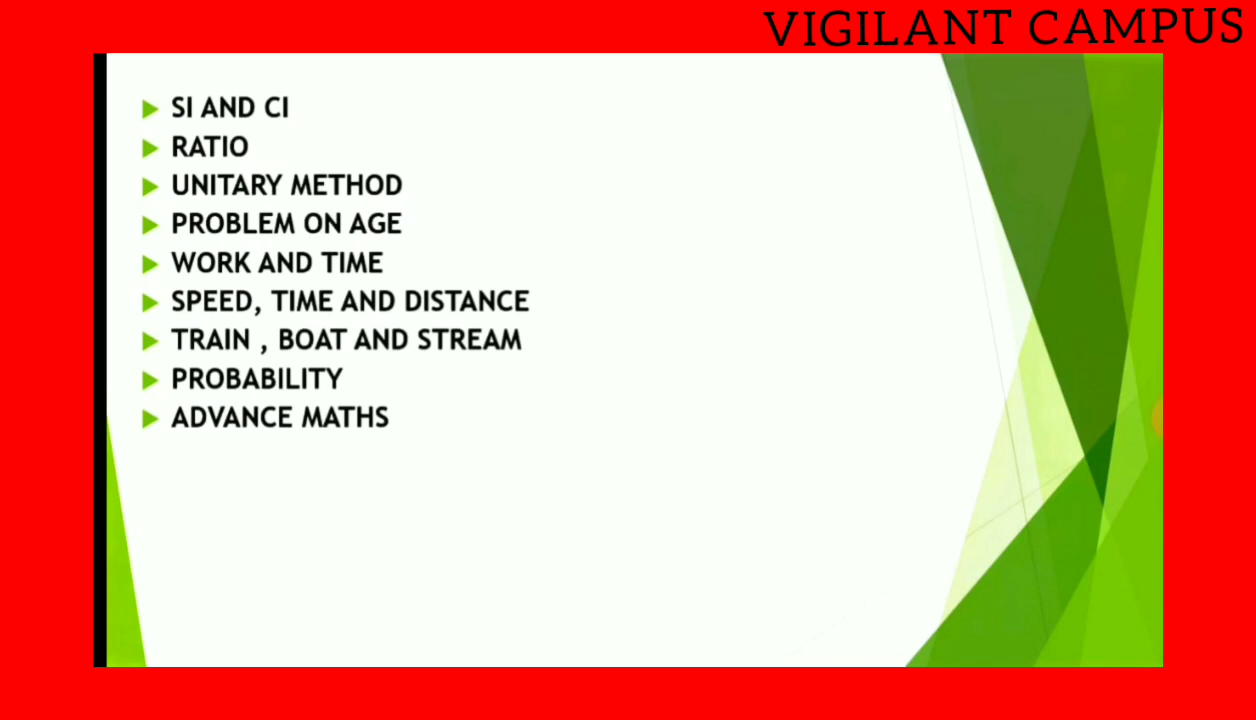 VIGILANT CAMPUS
SI AND CI
RATIO
UNITARY METHOD
PROBLEM ON AGE
WORK AND TIME
SPEED, TIME AND DISTANCE
TRAIN , BOAT AND STREAM
PROBABILITY
ADVANCE MATHS